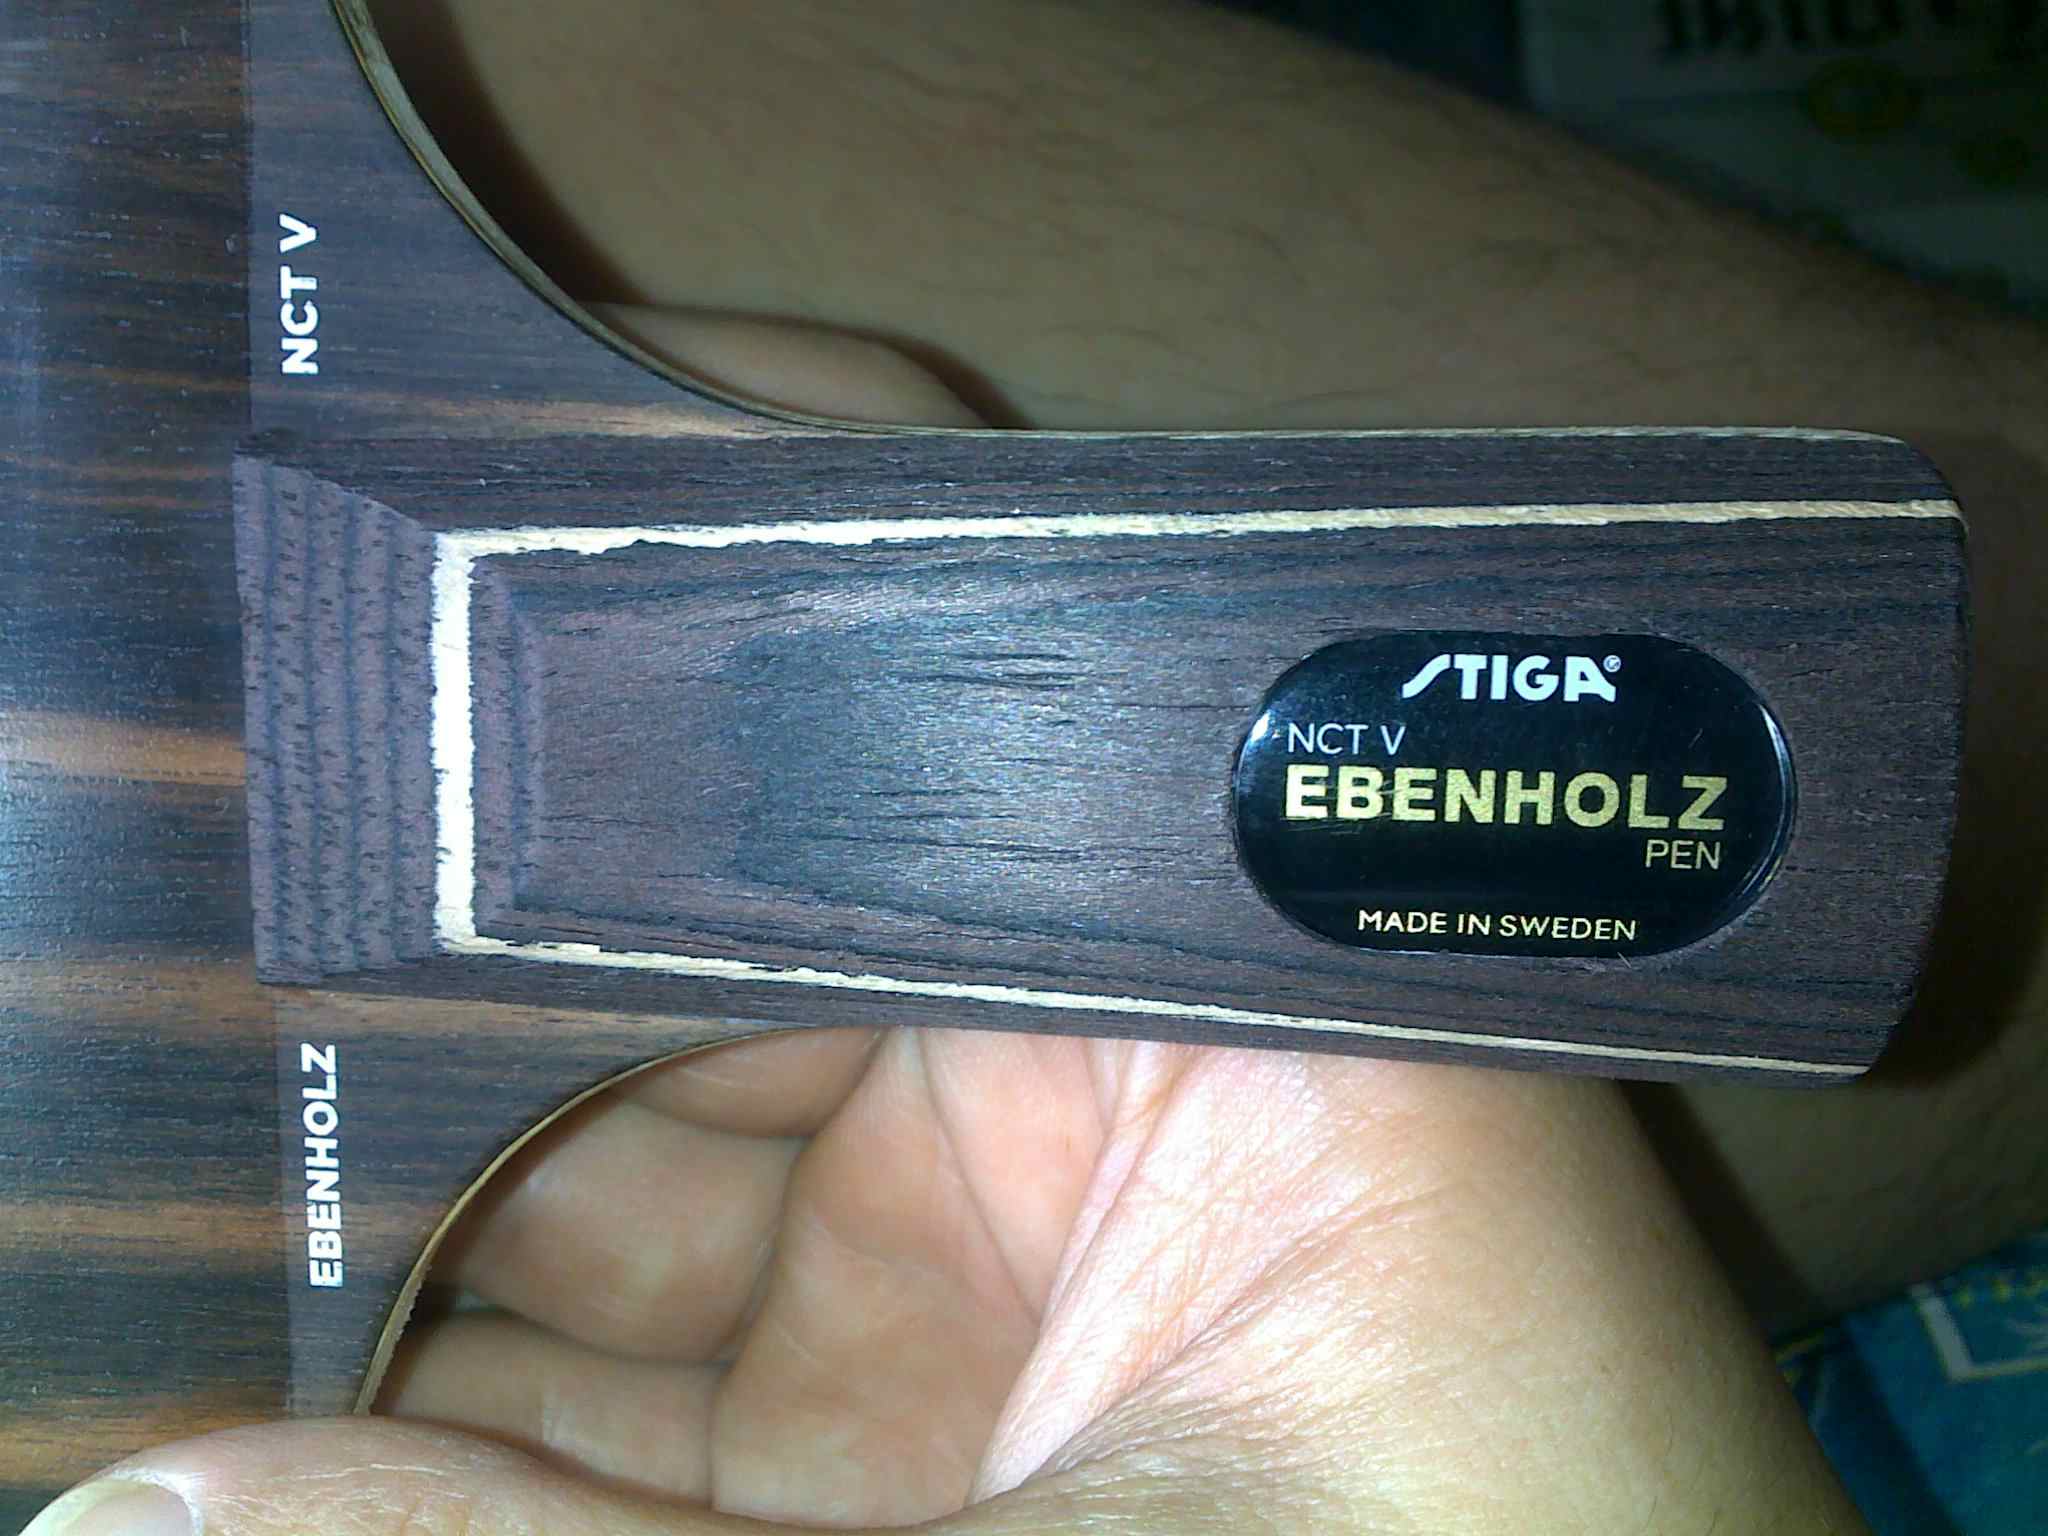 NCT V
EBENHOLZ
STIGA®
NCT V
EBENHOLZ
PEN
MADE IN SWEDEN